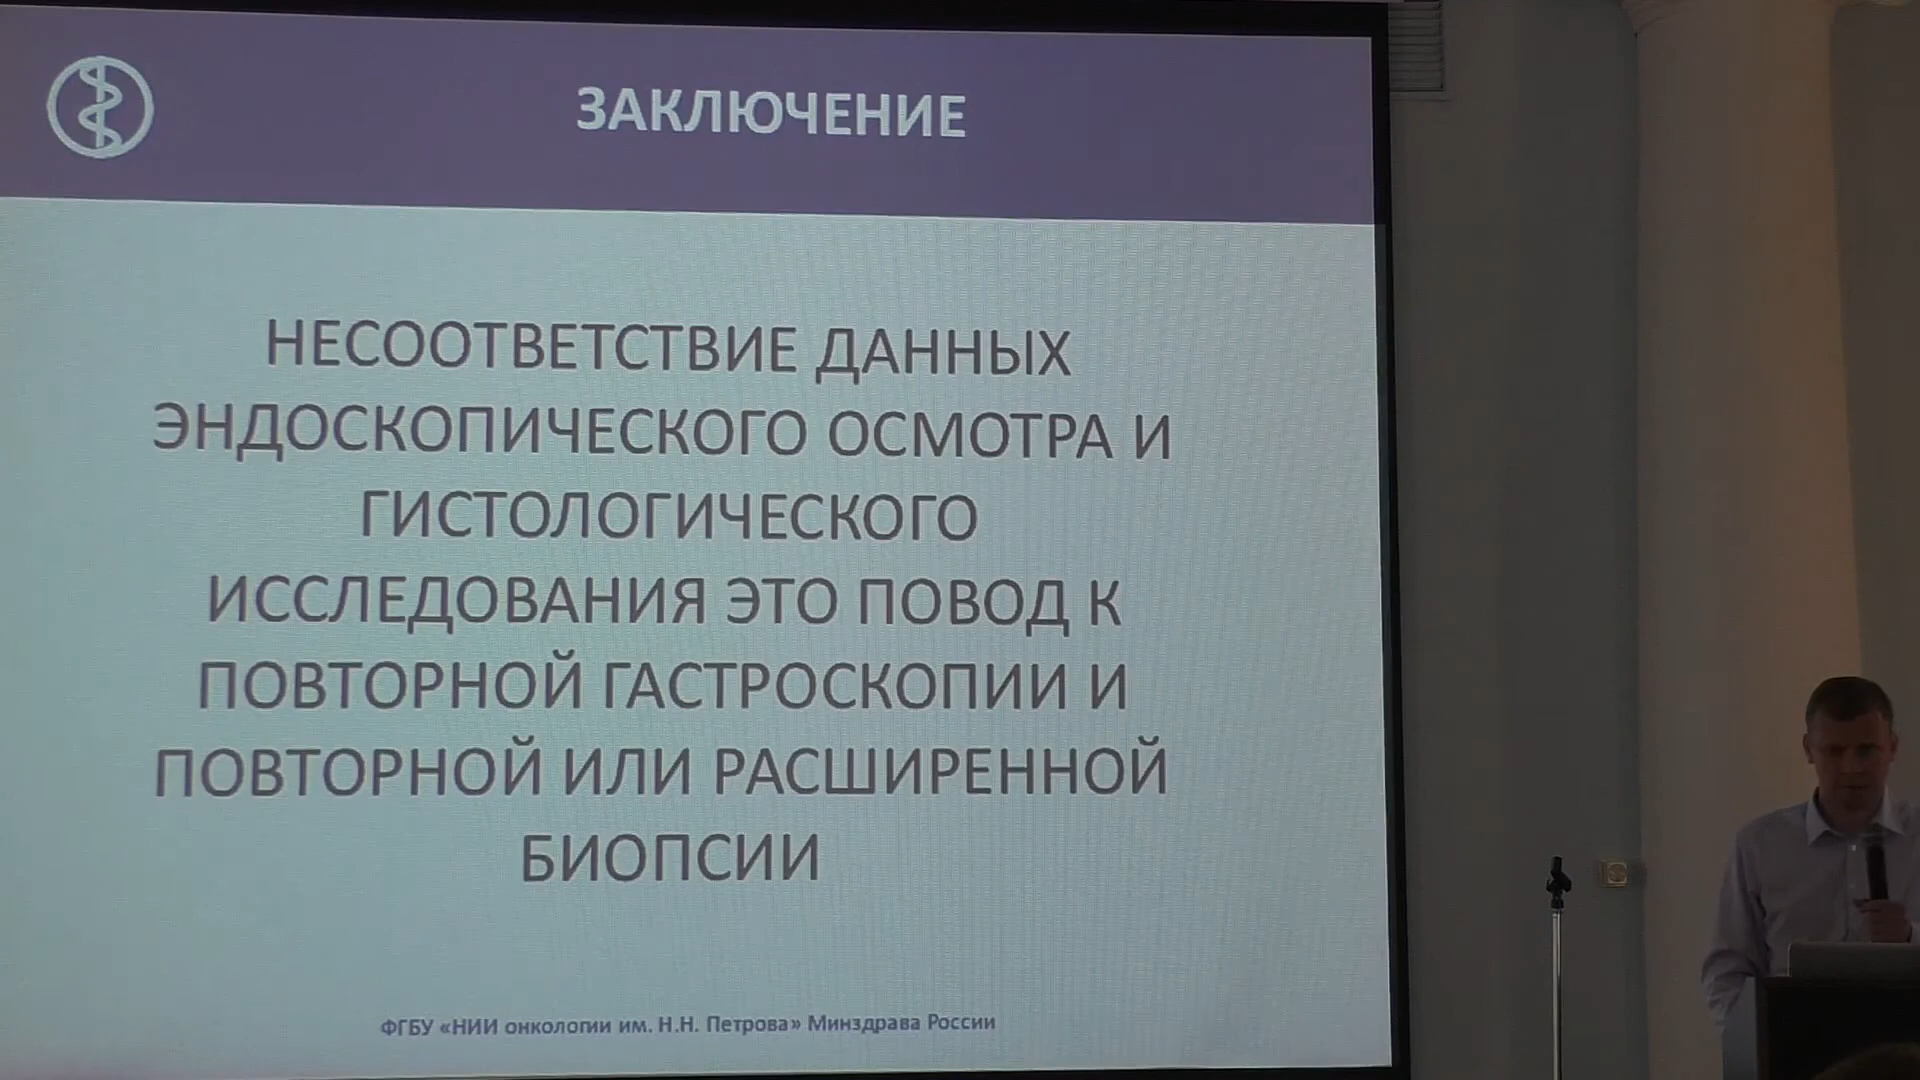 ЗАКЛЮЧЕНИЕ
НЕСООТВЕТСТВИЕ ДАННЫХ
ЭНДОСКОПИЧЕСКОГО ОСМОТРА И
ГИСТОЛОГИЧЕСКОГО
ИССЛЕДОВАНИЯ ЭТО ПОВОД К
ПОВТОРНОЙ ГАСТРОСКОПИИ И
ПОВТОРНОЙ ИЛИ РАСШИРЕННОЙ
БИОПСИИ
ФГБУ «НИИ онкологии им. Н.Н. Петрова» Минздрава России